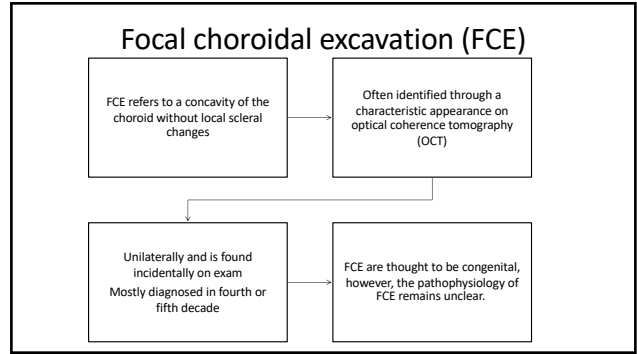 Focal choroidal excavation (FCE)
FCE refers to a concavity of the
choroid without local scleral
changes
Often identified through a
characteristic appearance on
optical coherence tomography
(OCT)
Unilaterally and is found
incidentally on exam
Mostly diagnosed in fourth or
fifth decade
FCE are thought to be congenital,
however, the pathophysiology of
FCE remains unclear.